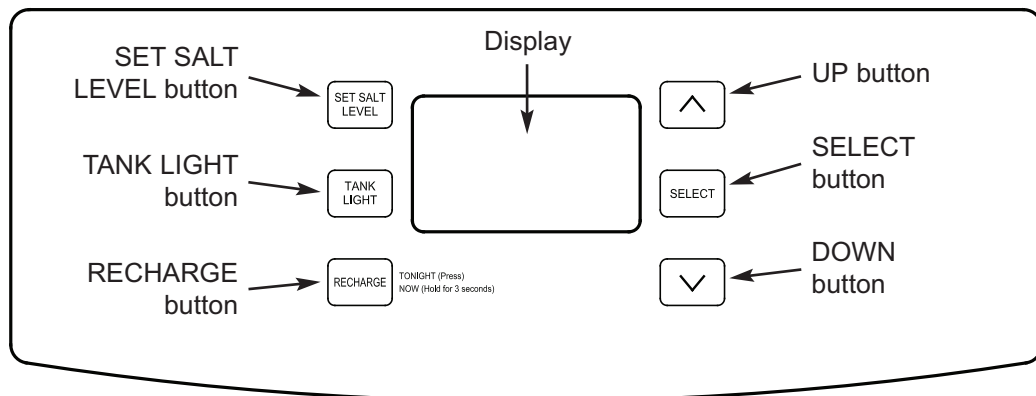 Display
SET SALT
LEVEL button
SET SALT
LEVEL
UP button
TANK LIGHT
button
TANK
LIGHT
SELECT
SELECT
button
RECHARGE
button
RECHARGE
TONIGHT (Press)
NOW (Hold for 3 seconds)
DOWN
button